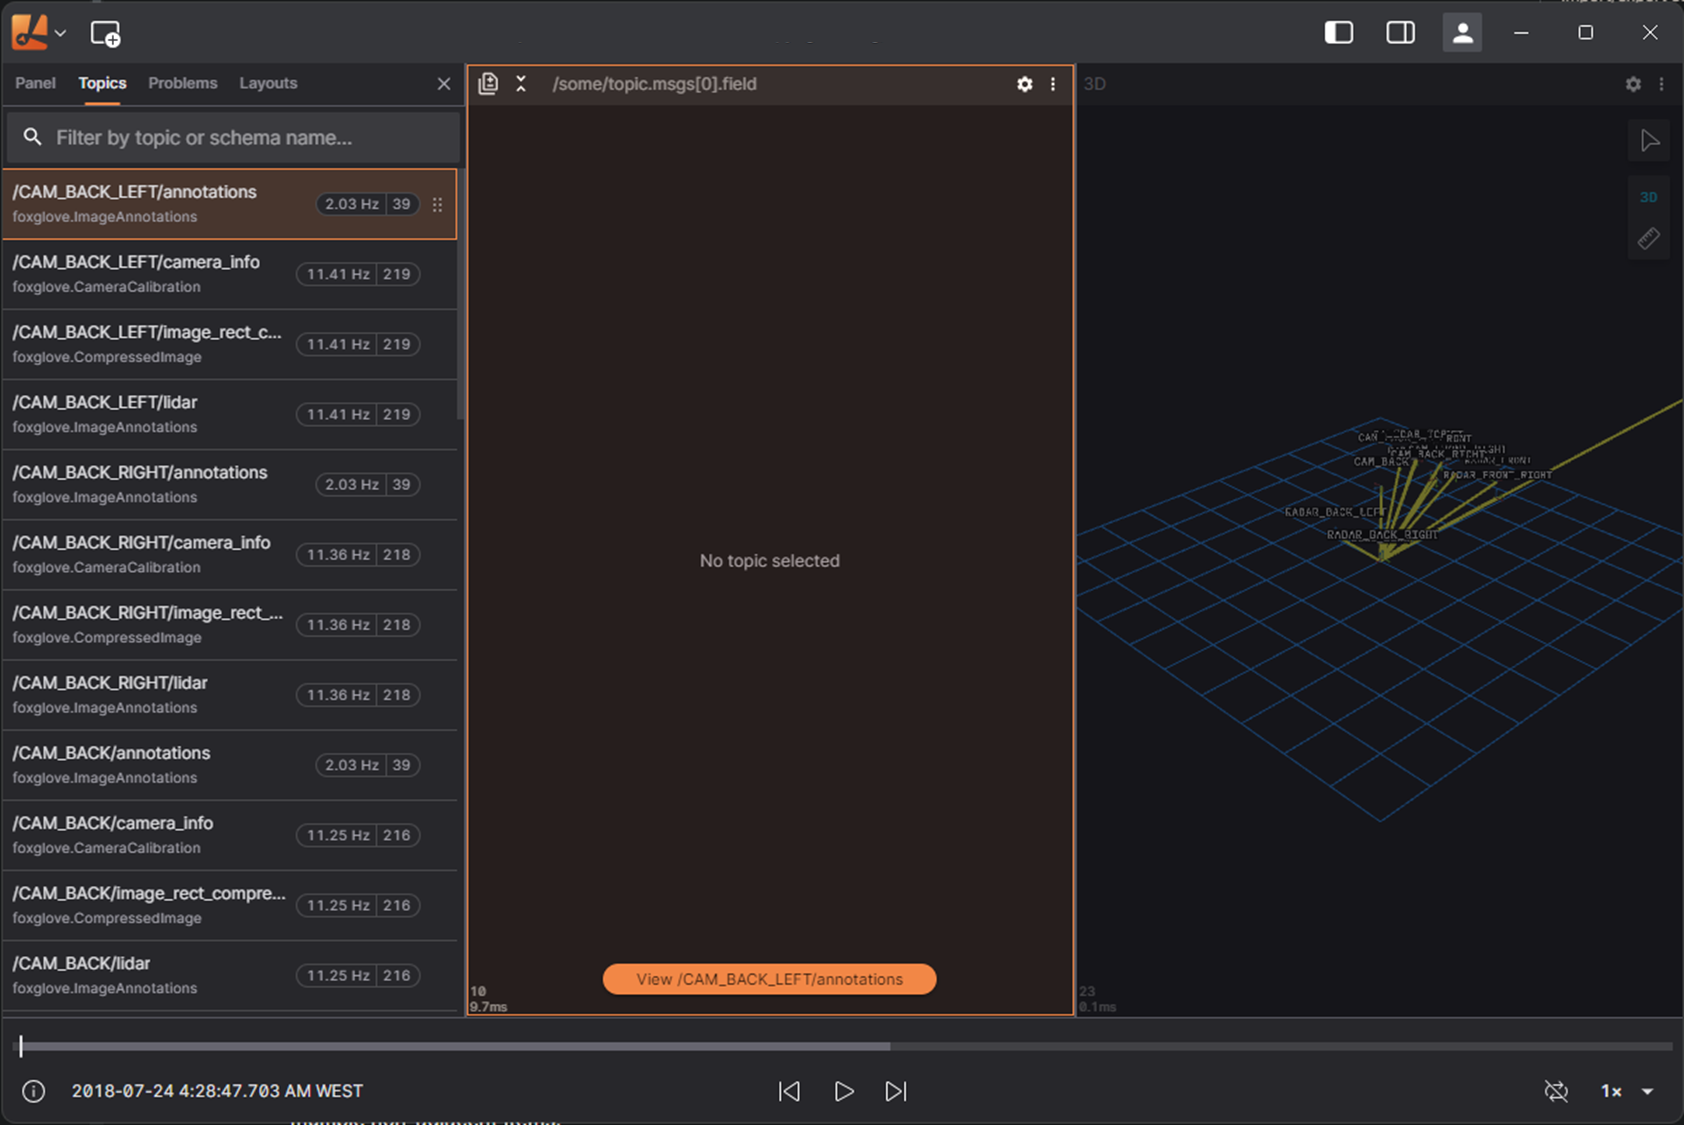 Panel Topics Problems Layouts
Filter by topic or schema name...
/CAM_BACK_LEFT/annotations
foxglove.ImageAnnotations
2.03 Hz 39
/CAM_BACK_LEFT/camera_info
foxglove.CameraCalibration
11.41 Hz 219
/CAM_BACK_LEFT/image_rect_c...
foxglove.CompressedImage
11.41 Hz 219
/CAM_BACK_LEFT/lidar
foxglove.ImageAnnotations
11.41 Hz 219
/CAM_BACK_RIGHT/annotations
foxglove.ImageAnnotations
2.03 Hz 39
/CAM_BACK_RIGHT/camera_info
foxglove.CameraCalibration
11.36 Hz 218
/CAM_BACK_RIGHT/image_rect_...
foxglove.CompressedImage
11.36 Hz 218
/CAM_BACK_RIGHT/lidar
foxglove.ImageAnnotations
11.36 Hz 218
/CAM_BACK/annotations
foxglove.ImageAnnotations
2.03 Hz 39
/CAM_BACK/camera_info
foxglove.CameraCalibration
11.25 Hz 216
/CAM_BACK/image_rect_compre...
foxglove.CompressedImage
11.25 Hz 216
/CAM_BACK/lidar
foxglove.ImageAnnotations
11.25 Hz 216
/some/topic.msgs[0].field
No topic selected
View /CAM_BACK_LEFT/annotations
10
9.7ms
3D
3D
CAM_BACK_RIGHT
CAM_BACK
RADAR_FRONT_RIGHT
RADAR_BACK_LEFT
RADAR_BACK_RIGHT
23
0.1ms
2018-07-24 4:28:47.703 AM WEST
1×